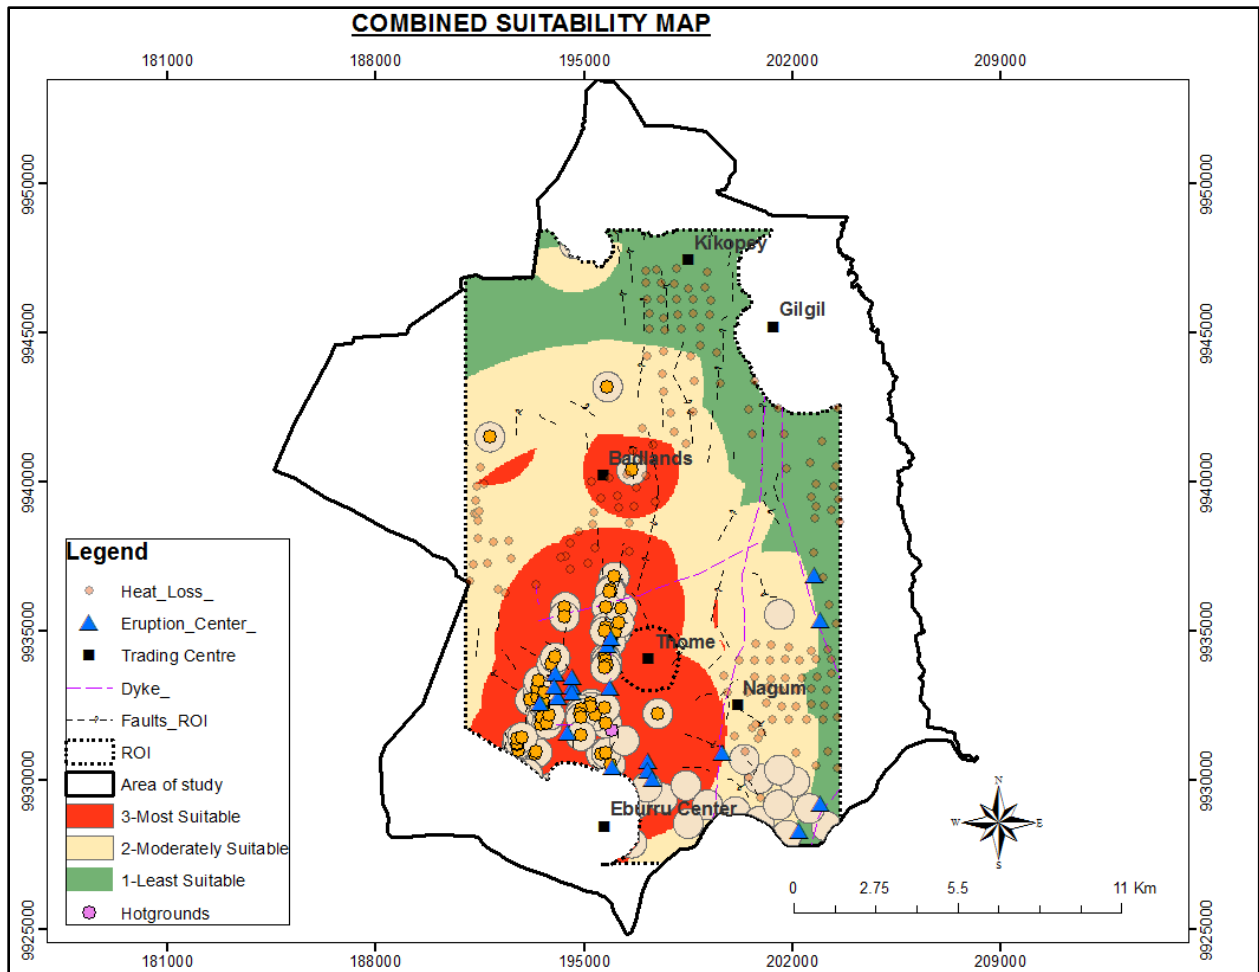 COMBINED SUITABILITY MAP
181000 188000 195000 202000 209000
9950000 9950000
Kikopey
Gilgil
9945000 9945000
Badlands
9940000 9940000
Legend
Heat_Loss_
Eruption_Center_
Trading Centre
Dyke_
Faults_ROI
ROI
Area of study
3-Most Suitable
2-Moderately Suitable
1-Least Suitable
Hotgrounds
9935000 9935000
Thome
Nagum
9930000 9930000
Eburru Center
N
W E
S
0 2.75 5.5 11 Km
9925000 9925000
181000 188000 195000 202000 209000